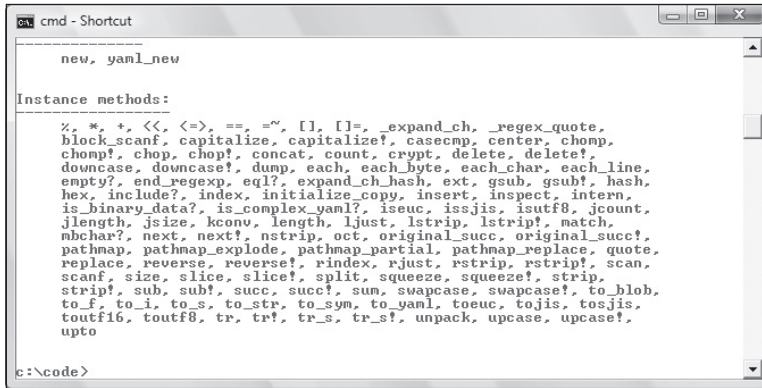 C:\. cmd - Shortcut
--------------
new, yaml_new
Instance methods:
-----------------
%, *, +, <<, <=>, ==, =~, [], []=, _expand_ch, _regex_quote,
block_scanf, capitalize, capitalize!, casecmp, center, chomp,
chomp!, chop, chop!, concat, count, crypt, delete, delete!,
downcase, downcase!, dump, each, each_byte, each_char, each_line,
empty?, end_regexp, eql?, expand_ch_hash, ext, gsub, gsub!, hash,
hex, include?, index, initialize_copy, insert, inspect, intern,
is_binary_data?, is_complex_yaml?, iseuc, issjis, isutf8, jcount,
jlength, jsize, kconv, length, ljust, lstrip, lstrip!, match,
mbchar?, next, next!, nstrip, oct, original_succ, original_succ!,
pathmap, pathmap_explode, pathmap_partial, pathmap_replace, quote,
replace, reverse, reverse!, rindex, rjust, rstrip, rstrip!, scan,
scanf, size, slice, slice!, split, squeeze, squeeze!, strip,
strip!, sub, sub!, succ, succ!, sum, swapcase, swapcase!, to_blob,
to_f, to_i, to_s, to_str, to_sym, to_yaml, toeuc, tojis, tosjis,
toutf16, toutf8, tr, tr!, tr_s, tr_s!, unpack, upcase, upcase!,
upto
c:\code>